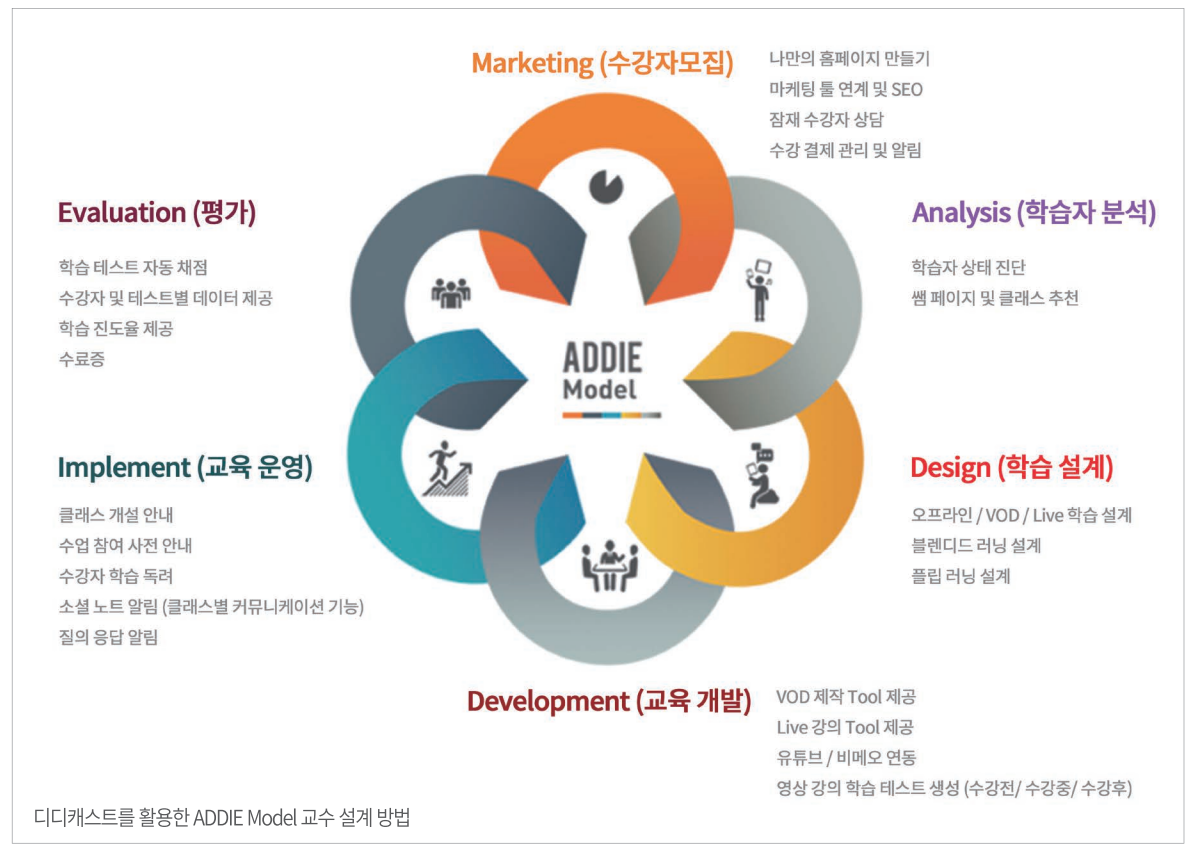 Marketing (수강자모집)
나만의 홈페이지 만들기
마케팅 툴 연계 및 SEO
잠재 수강자 상담
수강 결제 관리 및 알림
Analysis (학습자 분석)
학습자 상태 진단
쌤 페이지 및 클래스 추천
Design (학습 설계)
오프라인 / VOD / Live 학습 설계
블렌디드 러닝 설계
플립 러닝 설계
Development (교육 개발)
VOD 제작 Tool 제공
Live 강의 Tool 제공
유튜브 / 비메오 연동
영상 강의 학습 테스트 생성 (수강전/ 수강중/ 수강후)
Implement (교육 운영)
클래스 개설 안내
수업 참여 사전 안내
수강자 학습 독려
소셜 노트 알림 (클래스별 커뮤니케이션 기능)
질의 응답 알림
Evaluation (평가)
학습 테스트 자동 채점
수강자 및 테스트별 데이터 제공
학습 진도율 제공
수료증
ADDIE
Model
디디캐스트를 활용한 ADDIE Model 교수 설계 방법